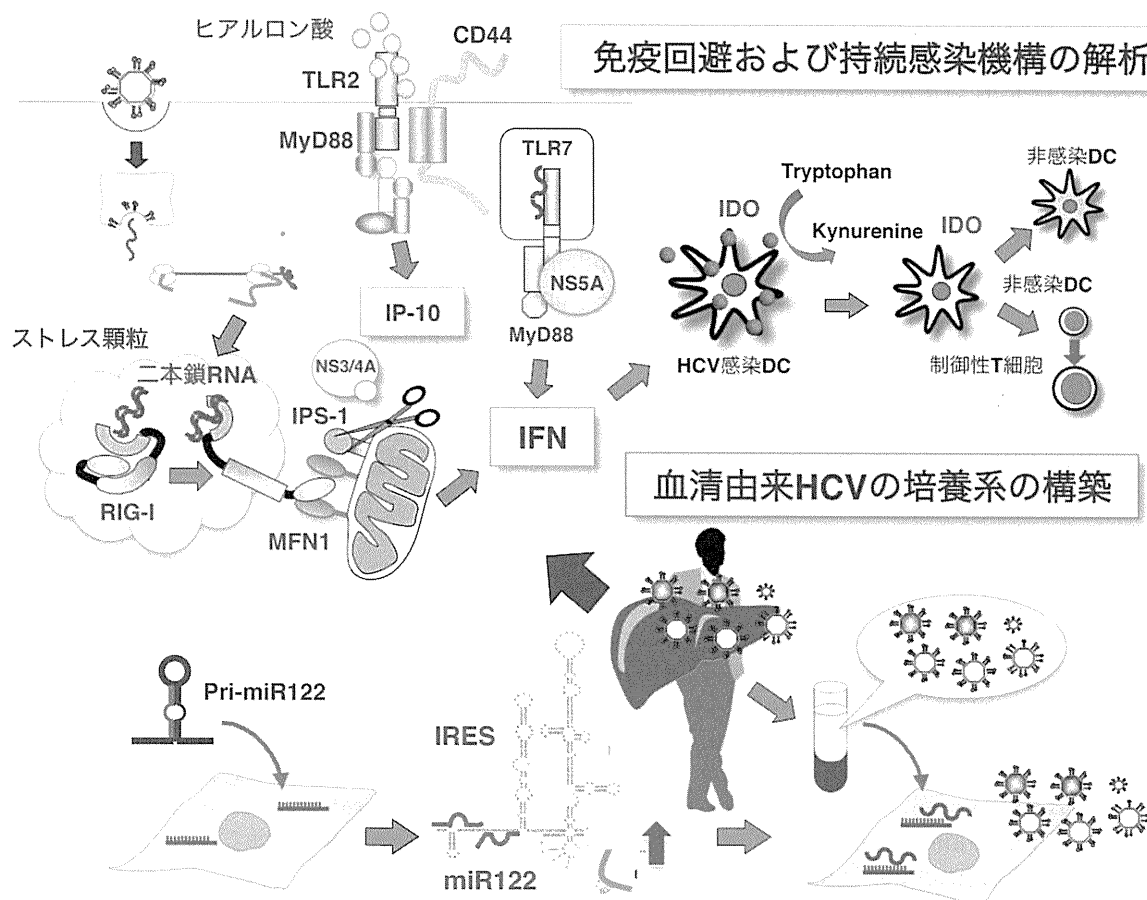 免疫回避および持続感染機構の解析
ヒアルロン酸
CD44
TLR2
MyD88
TLR7
NS5A
MyD88
IP-10
Tryptophan
IDO
Kynurenine
HCV感染DC
IDO
非感染DC
非感染DC
制御性T細胞
ストレス顆粒
二本鎖RNA
NS3/4A
IPS-1
RIG-I
MFN1
IFN
血清由来HCVの培養系の構築
Pri-miR122
IRES
miR122